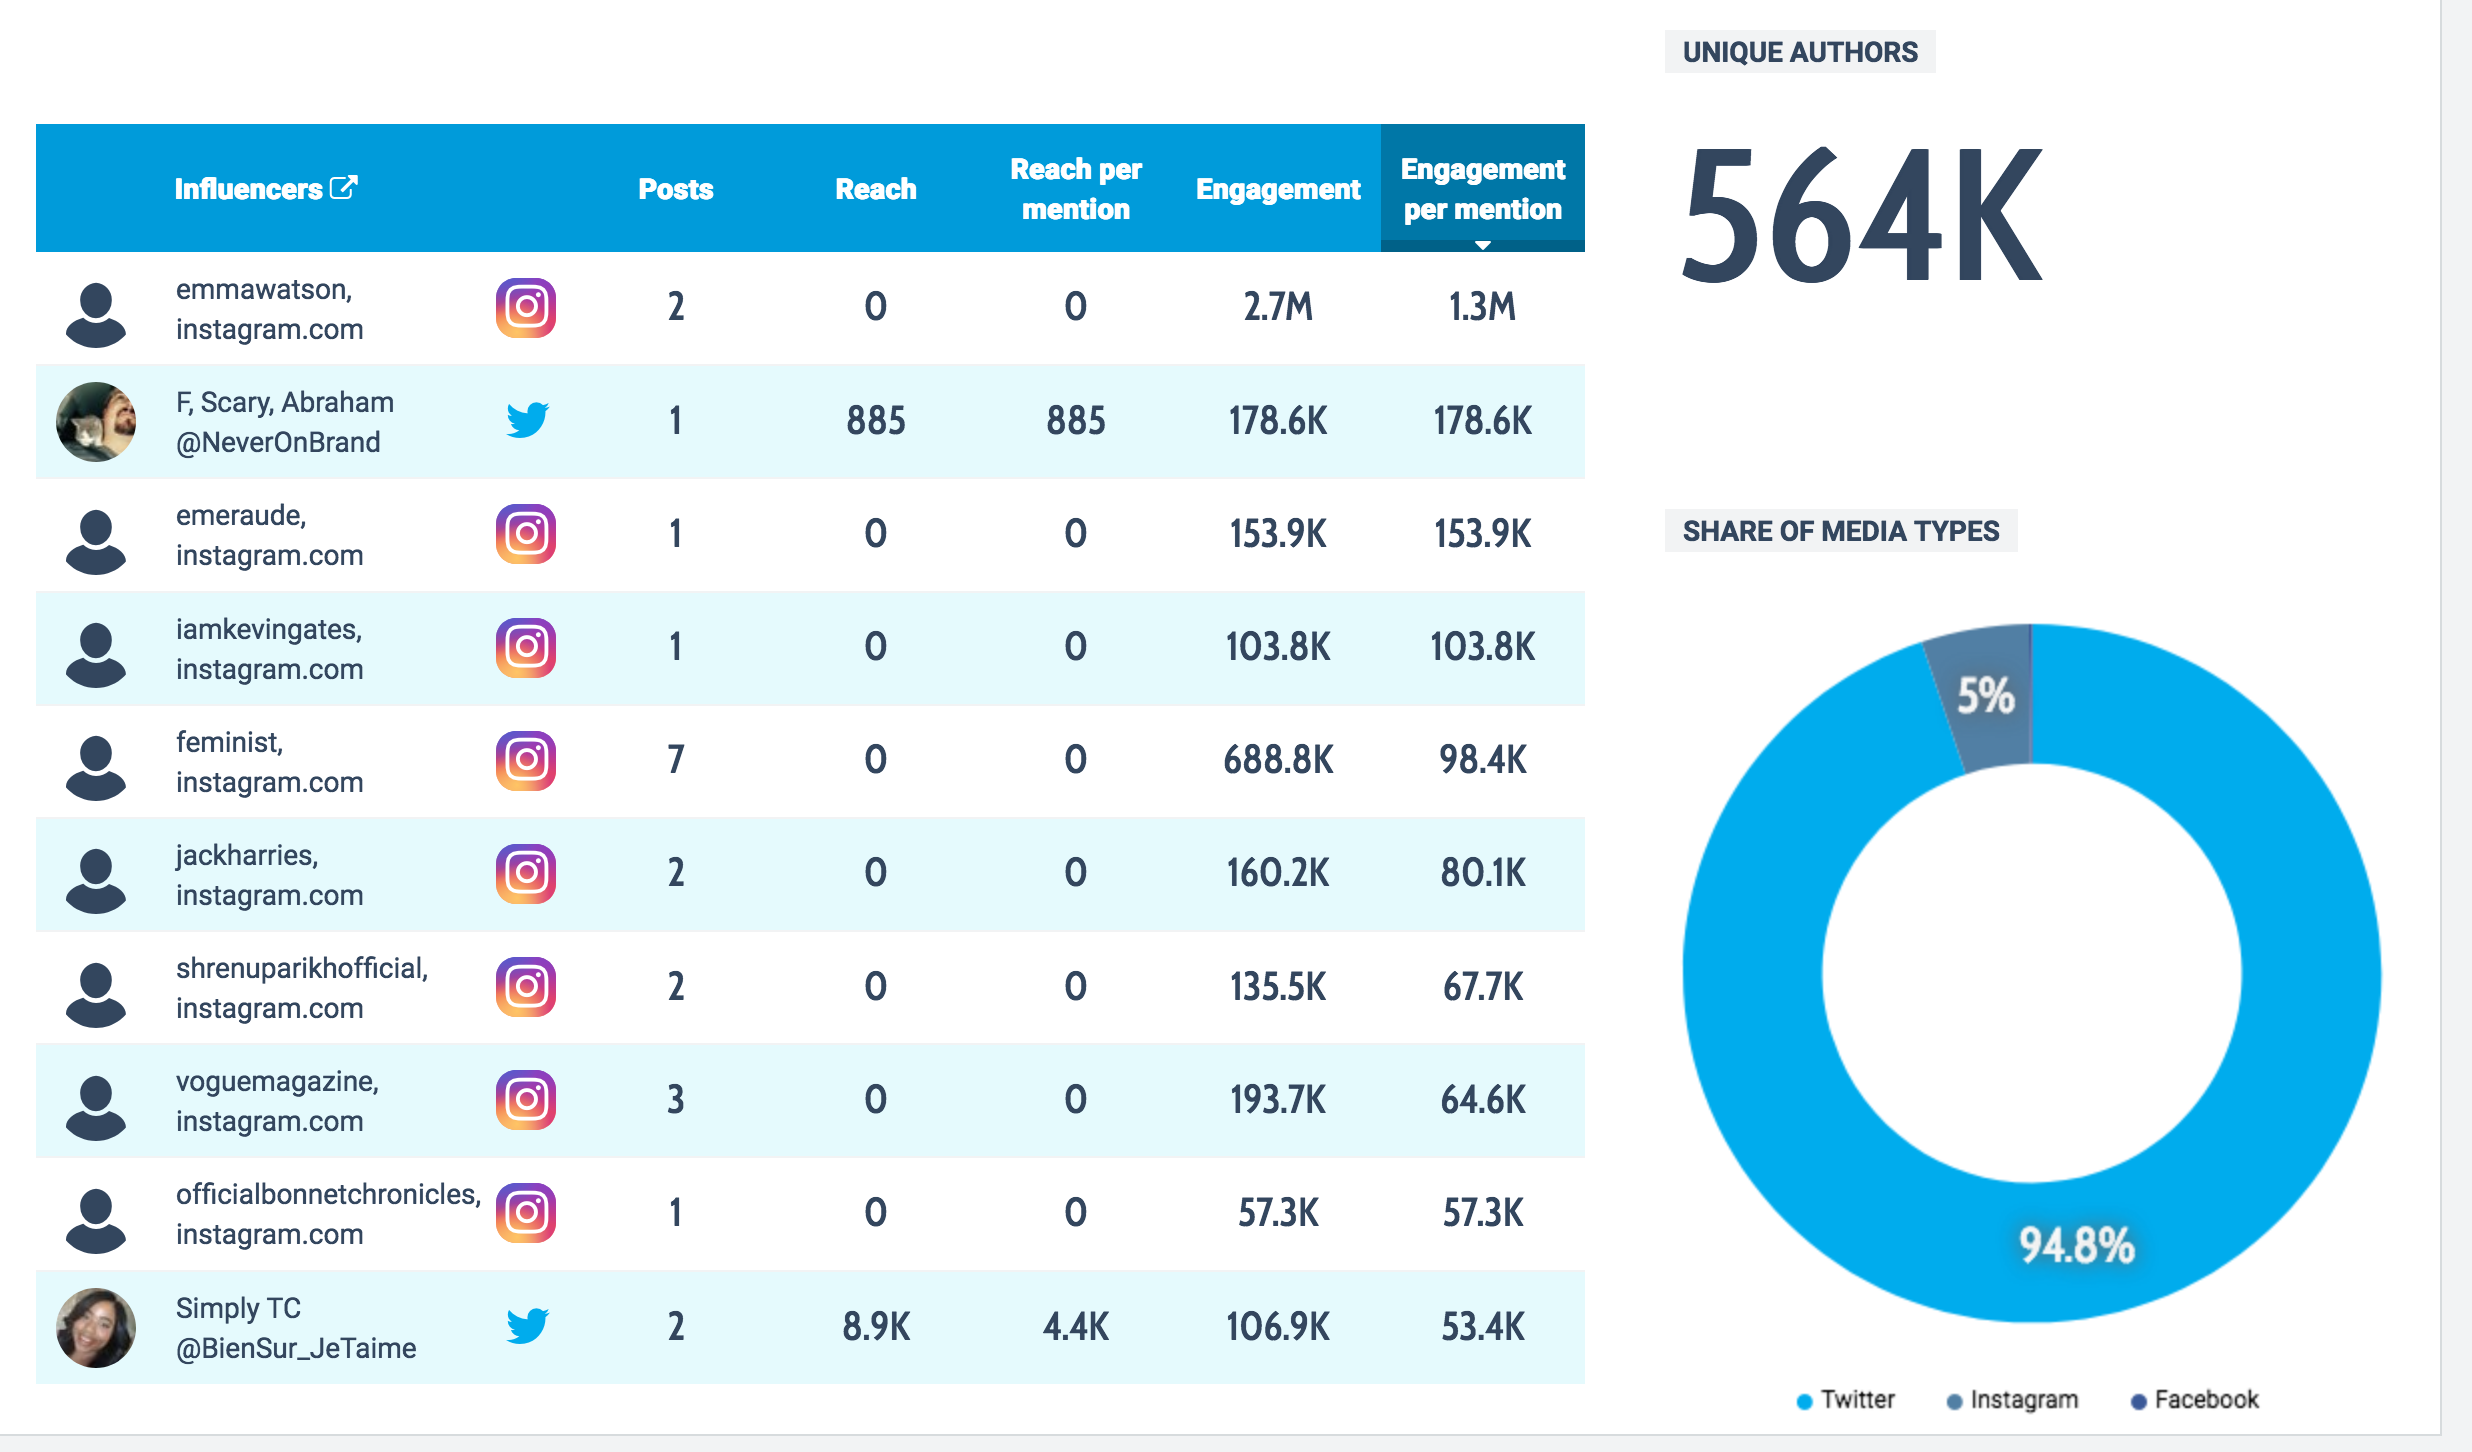 UNIQUE AUTHORS
564K
Influencers Posts Reach Reach per mention Engagement Engagement per mention
emmawatson,
instagram.com 2 0 0 2.7M 1.3M
F, Scary, Abraham
@NeverOnBrand 1 885 885 178.6K 178.6K
emeraude,
instagram.com 1 0 0 153.9K 153.9K
iamkevingates,
instagram.com 1 0 0 103.8K 103.8K
feminist,
instagram.com 7 0 0 688.8K 98.4K
jackharries,
instagram.com 2 0 0 160.2K 80.1K
shrenuparikhofficial,
instagram.com 2 0 0 135.5K 67.7K
voguemagazine,
instagram.com 3 0 0 193.7K 64.6K
officialbonnetchronicles,
instagram.com 1 0 0 57.3K 57.3K
Simply TC
@BienSur_JeTaime 2 8.9K 4.4K 106.9K 53.4K
SHARE OF MEDIA TYPES
5%
94.8%
Twitter Instagram Facebook